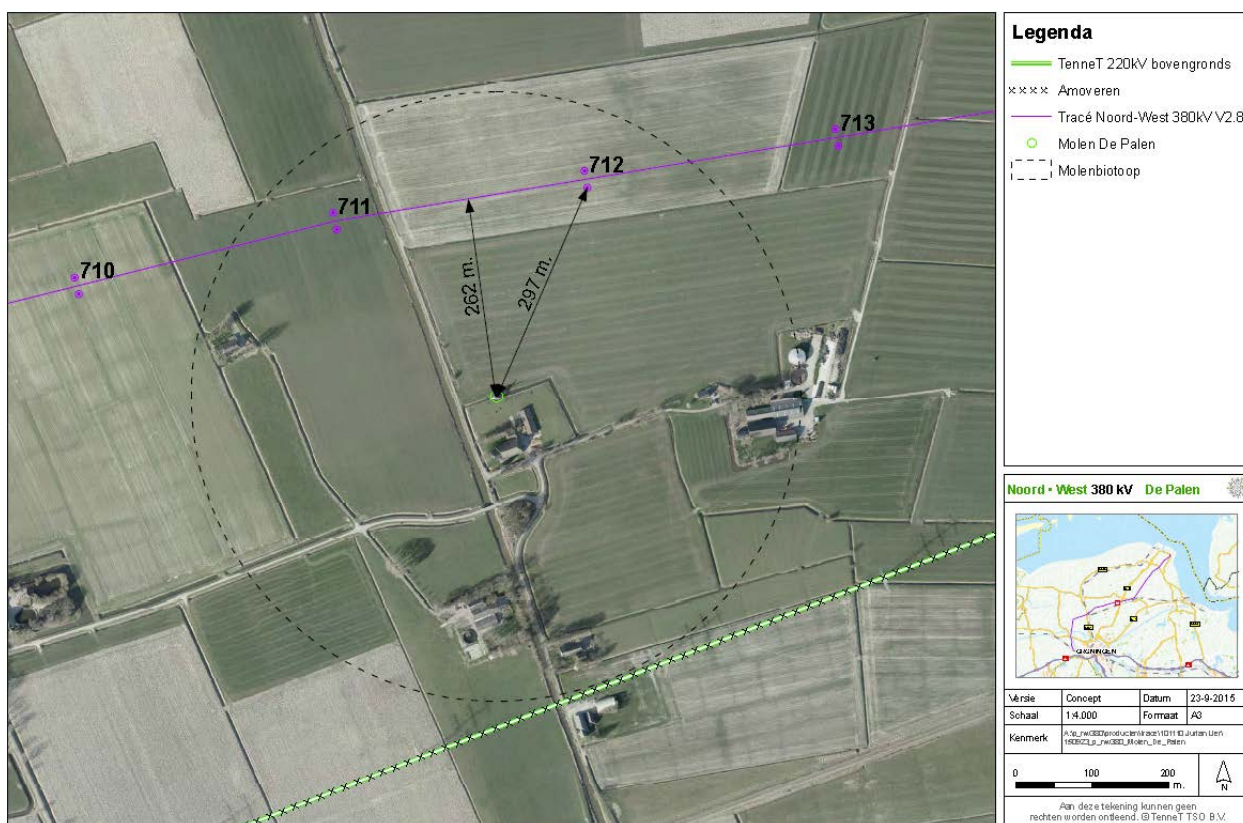 713
712
711
710
262 m.
297 m.
Legenda
TenneT 220kV bovengronds
Amoveren
Tracé Noord-West 380kV V2.8
Molen De Palen
Molenbiotoop
Noord • West 380 kV De Palen
GRONINGEN
Versie Concept Datum 23-9-2015
Schaal 1:4.000 Formaat A3
Kenmerk
0 100 200
m.
N
Aan deze tekening kunnen geen
rechten worden ontleend. © TenneT TSO B.V.